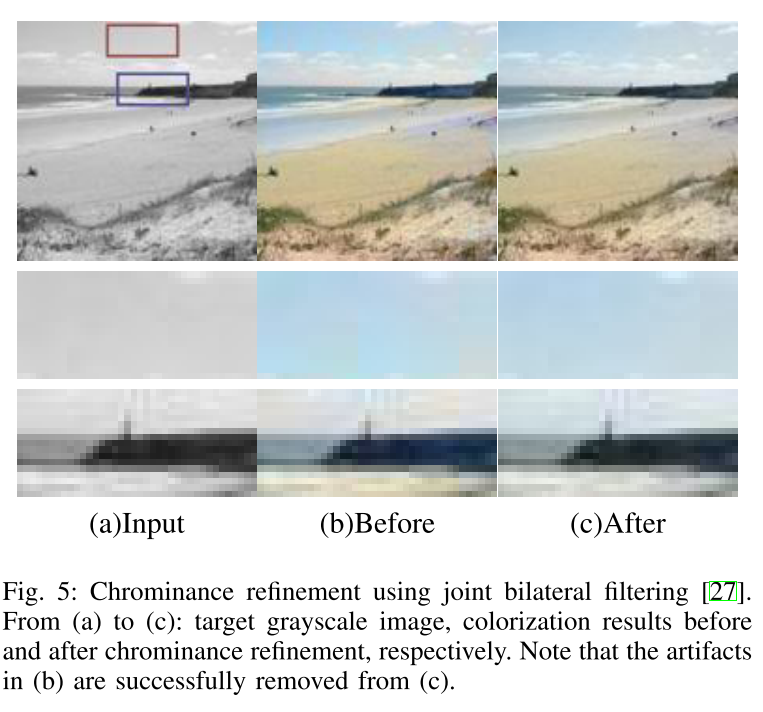 (a)Input
(b)Before
(c)After
Fig. 5: Chrominance refinement using joint bilateral filtering [27].
From (a) to (c): target grayscale image, colorization results before
and after chrominance refinement, respectively. Note that the artifacts
in (b) are successfully removed from (c).